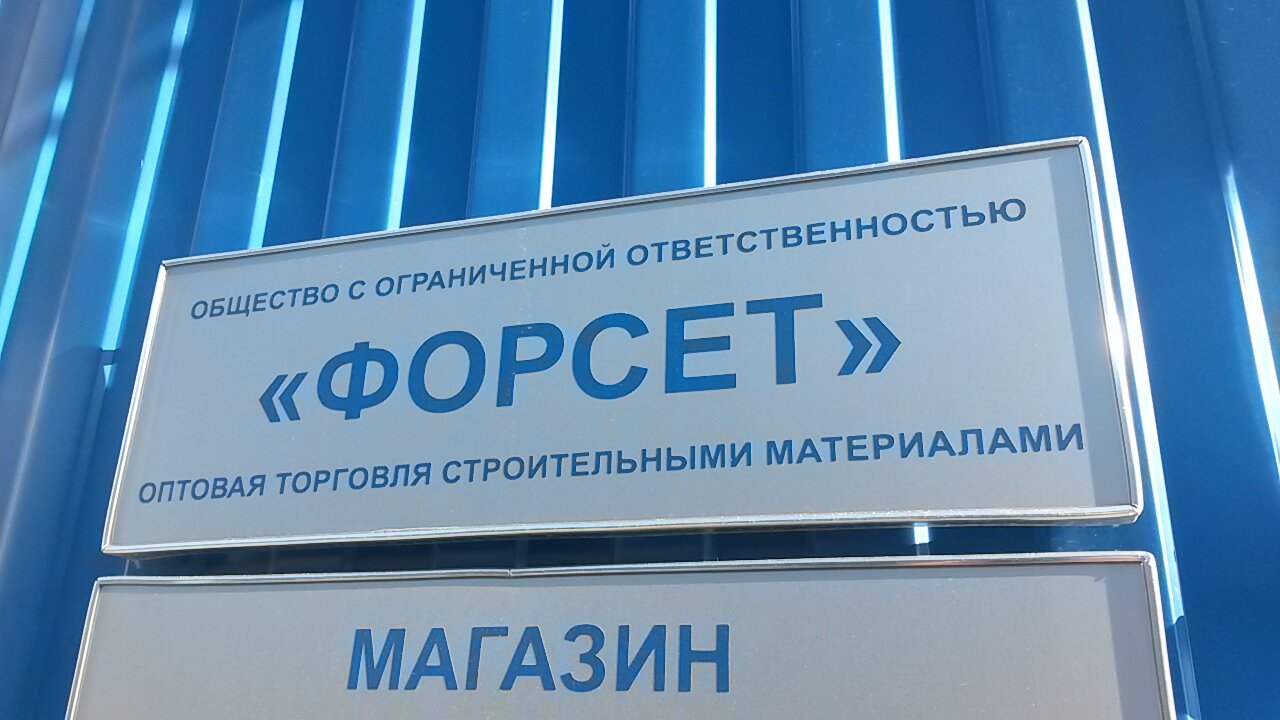 ОБЩЕСТВО С ОГРАНИЧЕННОЙ ОТВЕТСТВЕННОСТЬЮ
«ФОРСЕТ»
ОПТОВАЯ ТОРГОВЛЯ СТРОИТЕЛЬНЫМИ МАТЕРИАЛАМИ
МАГАЗИН